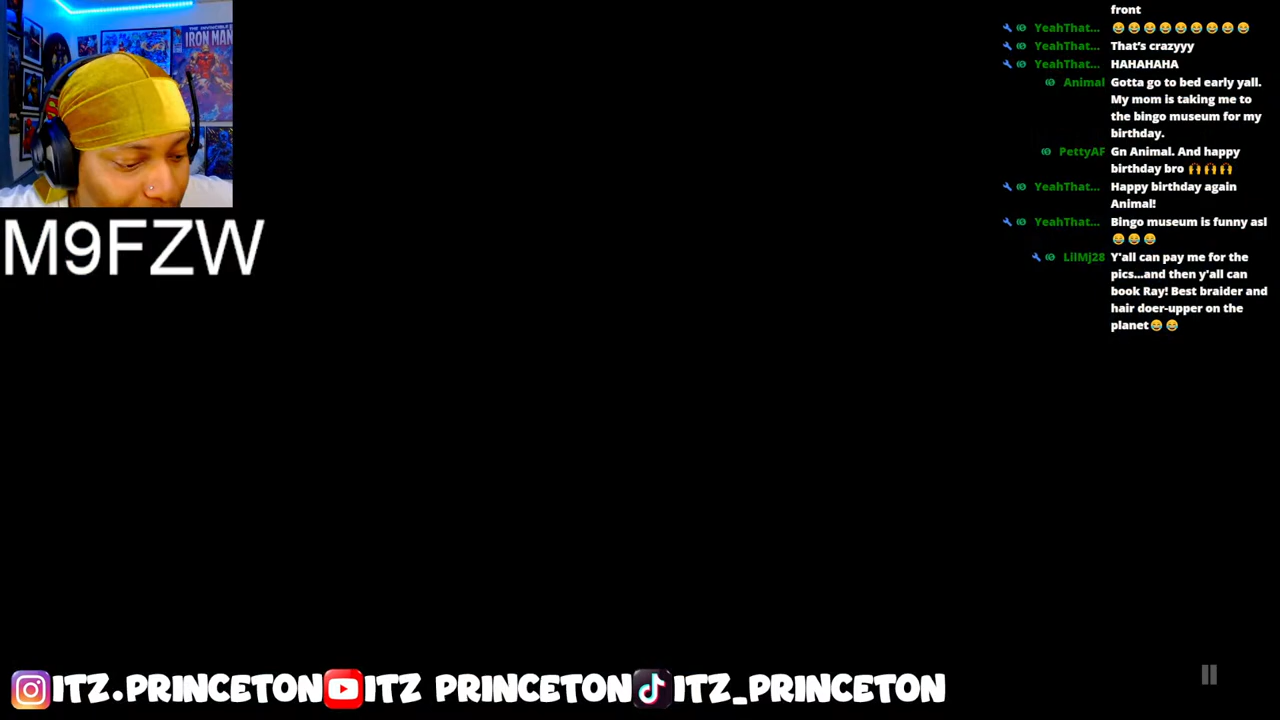 THE INVINCIBLE
IRON MAN
M9FZW
front
YeahThat... 😂😂😂😂😂😂😂😂😂
YeahThat... That's crazyyy
YeahThat... HAHAHAHA
Animal Gotta go to bed early yall.
My mom is taking me to
the bingo museum for my
birthday.
PettyAF Gn Animal. And happy
birthday bro 🙌🙌🙌
YeahThat... Happy birthday again
Animal!
YeahThat... Bingo museum is funny asl
😂😂😂
LilMj28 Y'all can pay me for the
pics...and then y'all can
book Ray! Best braider and
hair doer-upper on the
planet😂😂
ITZ.PRINCETON ITZ PRINCETON ITZ_PRINCETON